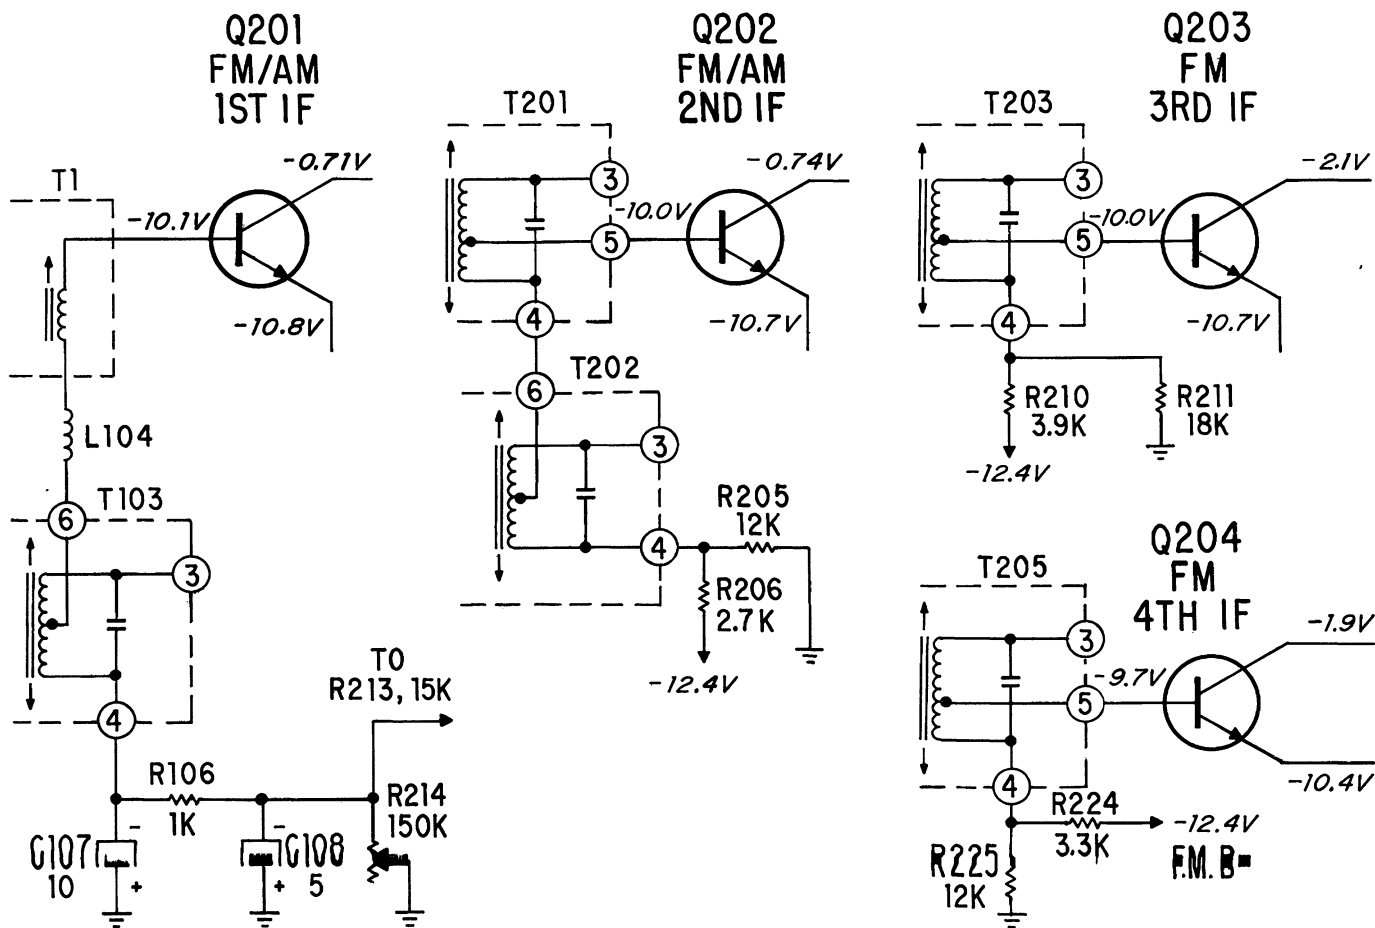 Q201
FM/AM
1ST IF
-0.71V
T1
-10.1V
-10.8V
L104
T103
6
3
4
R106
1K
C107
10
-
+
C108
5
-
+
TO
R213, 15K
R214
150K
Q202
FM/AM
2ND IF
T201
-0.74V
3
-10.0V
5
4
-10.7V
T202
6
3
4
R205
12K
R206
2.7K
-12.4V
Q203
FM
3RD IF
T203
-2.1V
3
-10.0V
5
4
-10.7V
R210
3.9K
R211
18K
-12.4V
Q204
FM
4TH IF
T205
-1.9V
3
-9.7V
5
4
-10.4V
R224
3.3K
-12.4V
F.M. B-
R225
12K